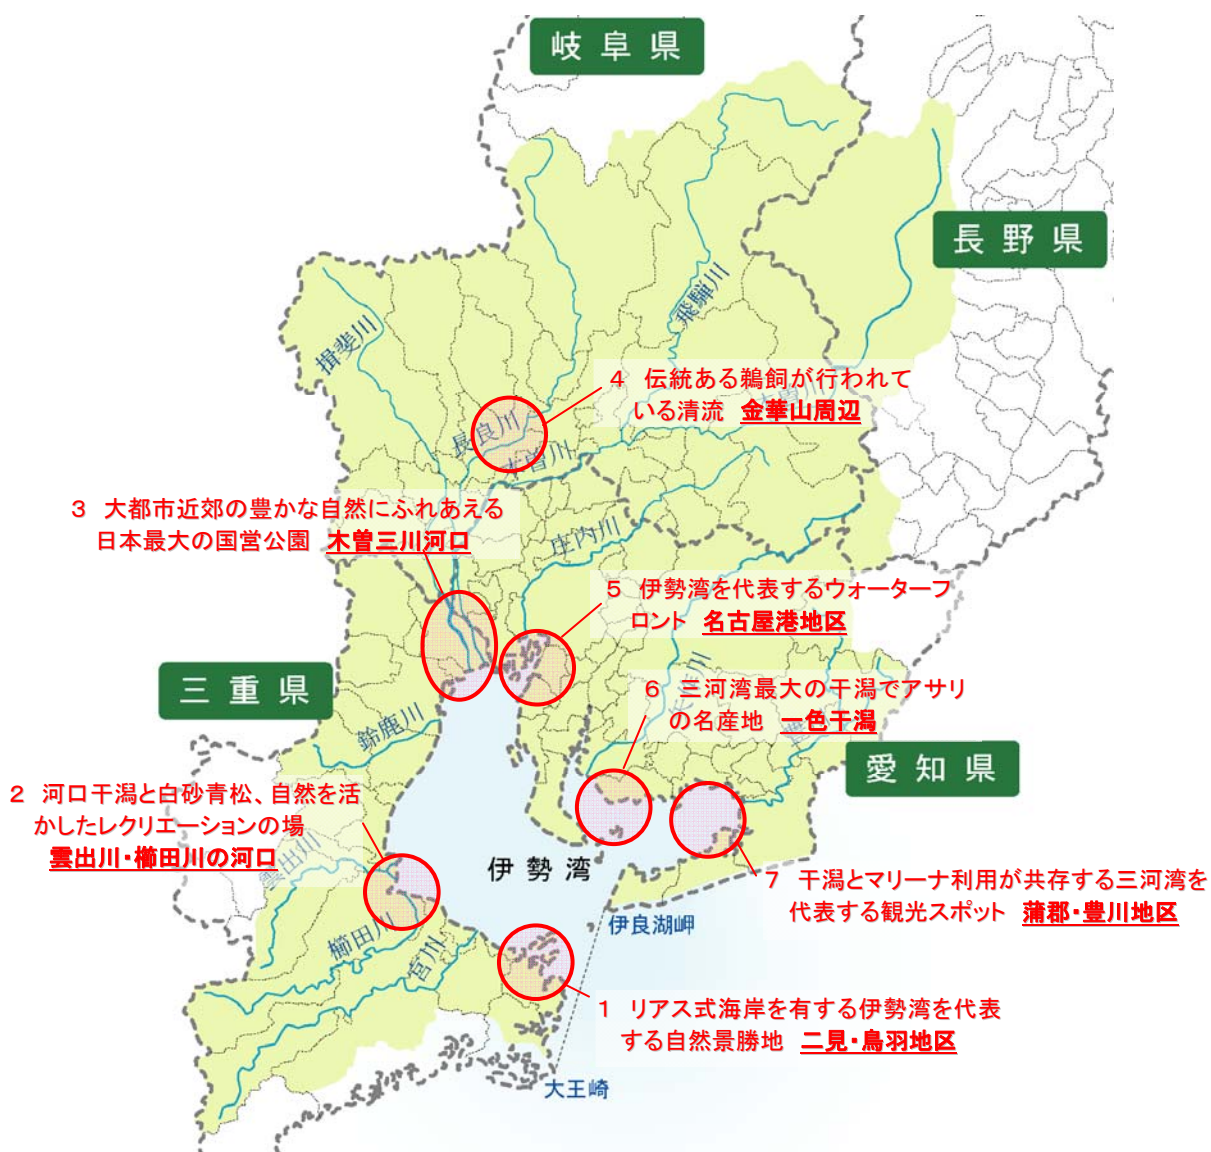 岐阜県
長野県
飛騨川
揖斐川
4 伝統ある鵜飼が行われて
いる清流 金華山周辺
長良川
木曽川
木曽川
3 大都市近郊の豊かな自然にふれあえる
日本最大の国営公園 木曽三川河口
庄内川
5 伊勢湾を代表するウォーターフ
ロント 名古屋港地区
三重県
6 三河湾最大の干潟でアサリ
の名産地 一色干潟
鈴鹿川
愛知県
2 河口干潟と白砂青松、自然を活
かしたレクリエーションの場
雲出川・櫛田川の河口
雲出川
伊勢湾
7 干潟とマリーナ利用が共存する三河湾を
代表する観光スポット 蒲郡・豊川地区
伊良湖岬
櫛田川
宮川
1 リアス式海岸を有する伊勢湾を代表
する自然景勝地 二見・鳥羽地区
大王崎